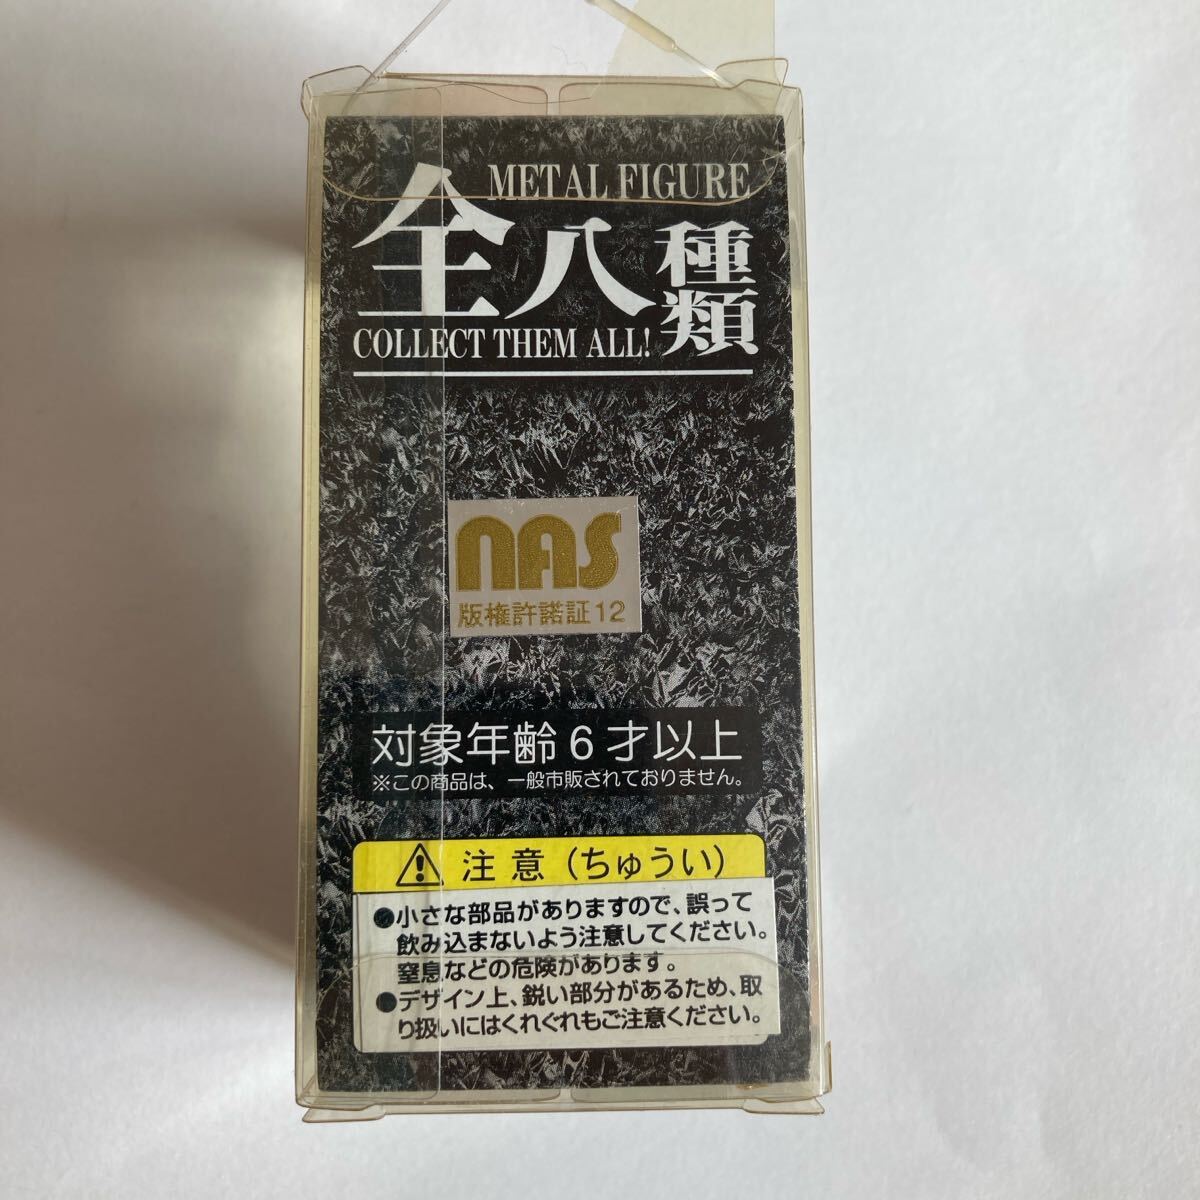 METAL FIGURE
全八種類
COLLECT THEM ALL!
nas
版権許諾証12
対象年齢6才以上
※この商品は、一般市販されておりません。
注意(ちゅうい)
●小さな部品がありますので、誤って
飲み込まないよう注意してください。
窒息などの危険があります。
●デザイン上、鋭い部分があるため、取
り扱いにはくれぐれもご注意ください。